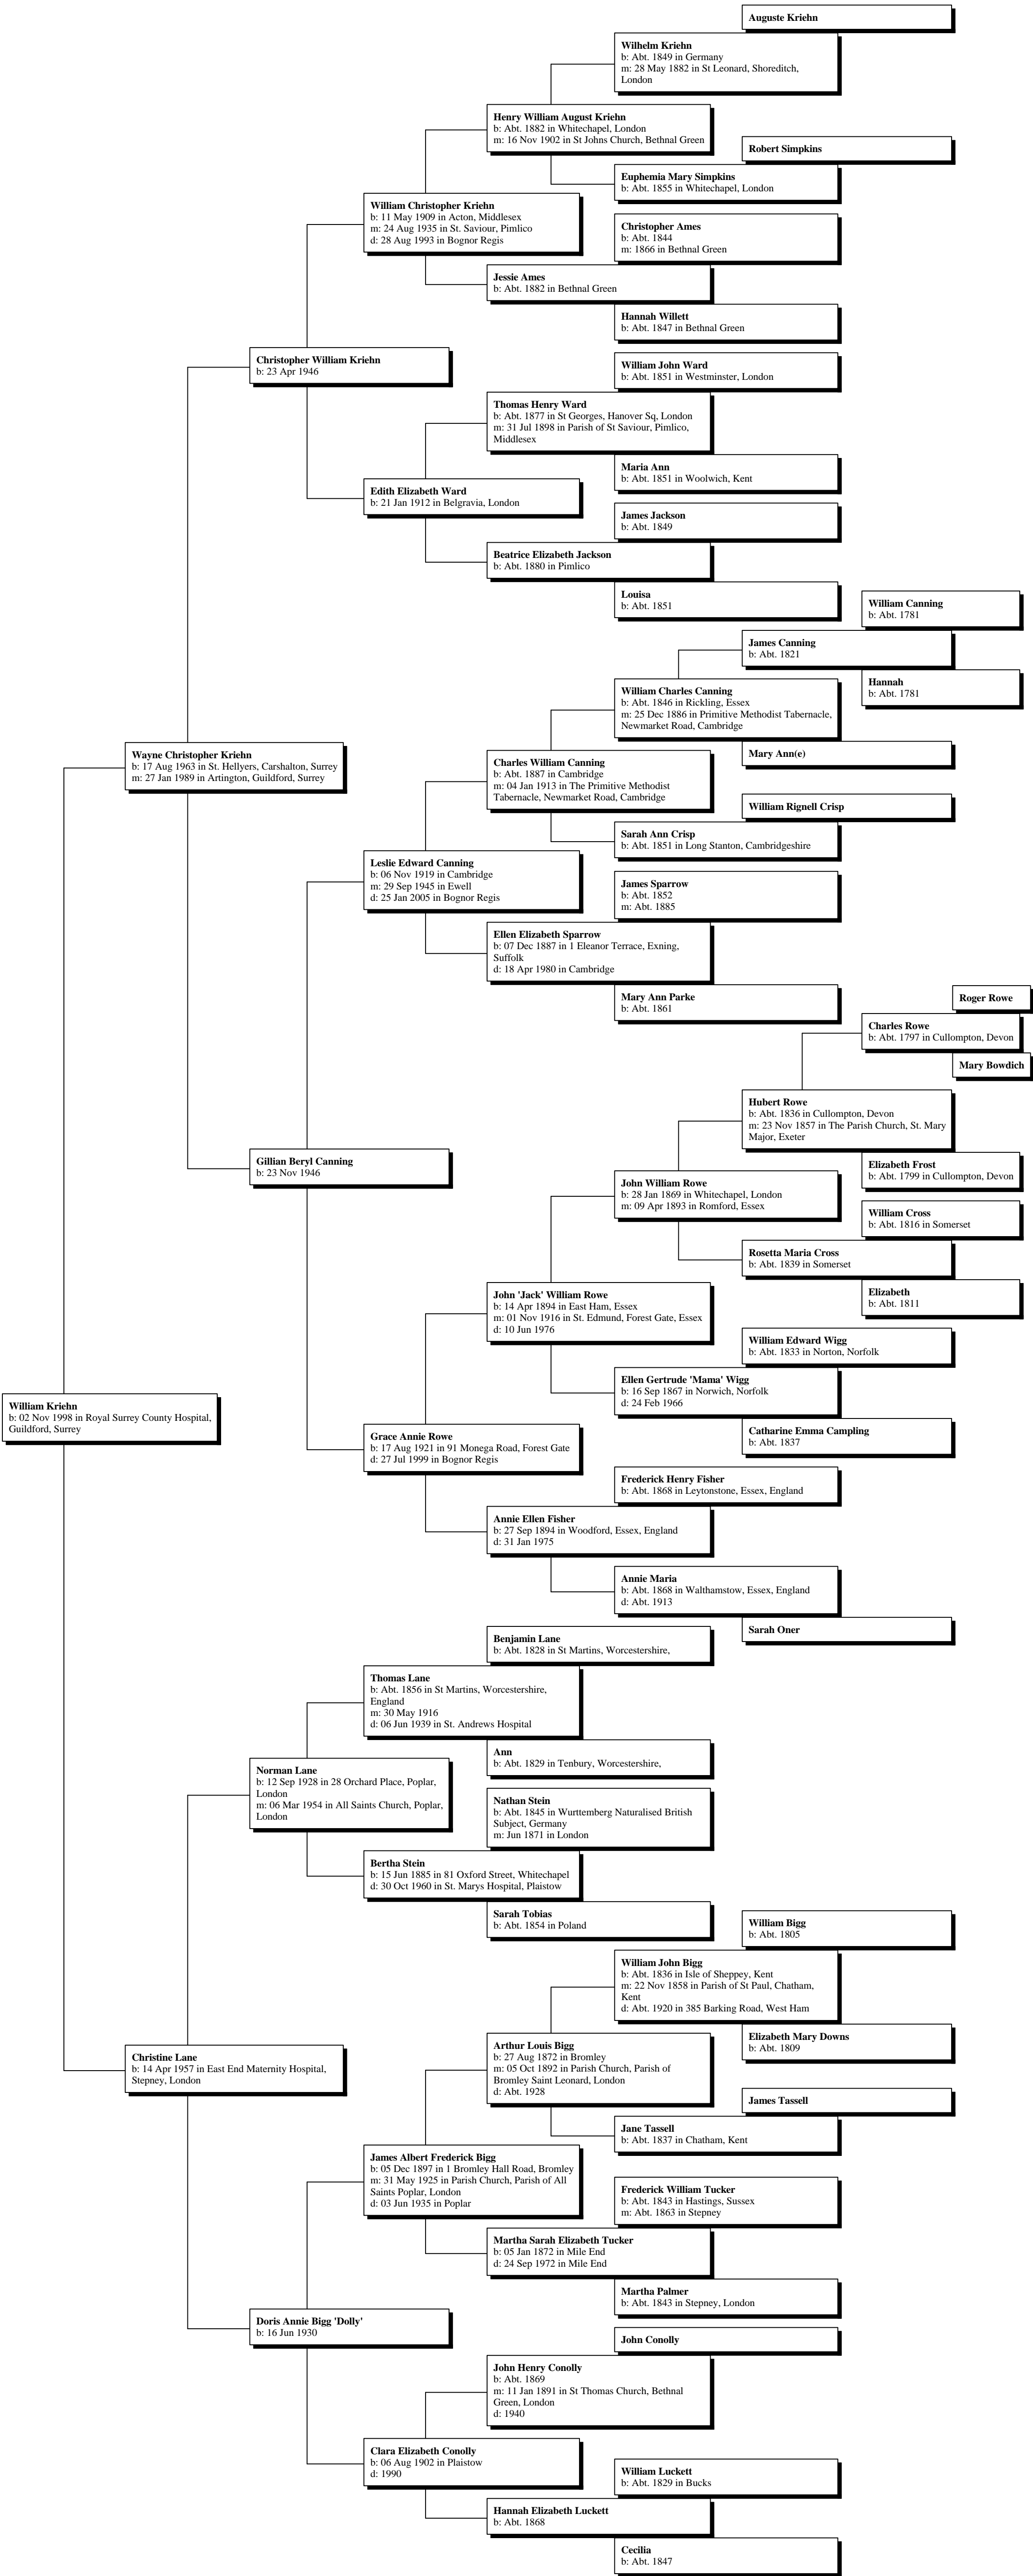 Auguste Kriehn
Wilhelm Kriehn
b: Abt. 1849 in Germany
m: 28 May 1882 in St Leonard, Shoreditch,
London
Henry William August Kriehn
b: Abt. 1882 in Whitechapel, London
m: 16 Nov 1902 in St Johns Church, Bethnal Green
Robert Simpkins
Euphemia Mary Simpkins
b: Abt. 1855 in Whitechapel, London
William Christopher Kriehn
b: 11 May 1909 in Acton, Middlesex
m: 24 Aug 1935 in St. Saviour, Pimlico
d: 28 Aug 1993 in Bognor Regis
Christopher Ames
b: Abt. 1844
m: 1866 in Bethnal Green
Jessie Ames
b: Abt. 1882 in Bethnal Green
Hannah Willett
b: Abt. 1847 in Bethnal Green
Christopher William Kriehn
b: 23 Apr 1946
William John Ward
b: Abt. 1851 in Westminster, London
Thomas Henry Ward
b: Abt. 1877 in St Georges, Hanover Sq, London
m: 31 Jul 1898 in Parish of St Saviour, Pimlico,
Middlesex
Maria Ann
b: Abt. 1851 in Woolwich, Kent
Edith Elizabeth Ward
b: 21 Jan 1912 in Belgravia, London
James Jackson
b: Abt. 1849
Beatrice Elizabeth Jackson
b: Abt. 1880 in Pimlico
Louisa
b: Abt. 1851
William Canning
b: Abt. 1781
James Canning
b: Abt. 1821
Hannah
b: Abt. 1781
William Charles Canning
b: Abt. 1846 in Rickling, Essex
m: 25 Dec 1886 in Primitive Methodist Tabernacle,
Newmarket Road, Cambridge
Mary Ann(e)
Wayne Christopher Kriehn
b: 17 Aug 1963 in St. Hellyers, Carshalton, Surrey
m: 27 Jan 1989 in Artington, Guildford, Surrey
Charles William Canning
b: Abt. 1887 in Cambridge
m: 04 Jan 1913 in The Primitive Methodist
Tabernacle, Newmarket Road, Cambridge
William Rignell Crisp
Sarah Ann Crisp
b: Abt. 1851 in Long Stanton, Cambridgeshire
Leslie Edward Canning
b: 06 Nov 1919 in Cambridge
m: 29 Sep 1945 in Ewell
d: 25 Jan 2005 in Bognor Regis
James Sparrow
b: Abt. 1852
m: Abt. 1885
Ellen Elizabeth Sparrow
b: 07 Dec 1887 in 1 Eleanor Terrace, Exning,
Suffolk
d: 18 Apr 1980 in Cambridge
Mary Ann Parke
b: Abt. 1861
Roger Rowe
Charles Rowe
b: Abt. 1797 in Cullompton, Devon
Mary Bowdich
Hubert Rowe
b: Abt. 1836 in Cullompton, Devon
m: 23 Nov 1857 in The Parish Church, St. Mary
Major, Exeter
Gillian Beryl Canning
b: 23 Nov 1946
Elizabeth Frost
b: Abt. 1799 in Cullompton, Devon
John William Rowe
b: 28 Jan 1869 in Whitechapel, London
m: 09 Apr 1893 in Romford, Essex
William Cross
b: Abt. 1816 in Somerset
Rosetta Maria Cross
b: Abt. 1839 in Somerset
Elizabeth
b: Abt. 1811
John 'Jack' William Rowe
b: 14 Apr 1894 in East Ham, Essex
m: 01 Nov 1916 in St. Edmund, Forest Gate, Essex
d: 10 Jun 1976
William Edward Wigg
b: Abt. 1833 in Norton, Norfolk
Ellen Gertrude 'Mama' Wigg
b: 16 Sep 1867 in Norwich, Norfolk
d: 24 Feb 1966
William Kriehn
b: 02 Nov 1998 in Royal Surrey County Hospital,
Guildford, Surrey
Catharine Emma Campling
b: Abt. 1837
Grace Annie Rowe
b: 17 Aug 1921 in 91 Monega Road, Forest Gate
d: 27 Jul 1999 in Bognor Regis
Frederick Henry Fisher
b: Abt. 1868 in Leytonstone, Essex, England
Annie Ellen Fisher
b: 27 Sep 1894 in Woodford, Essex, England
d: 31 Jan 1975
Annie Maria
b: Abt. 1868 in Walthamstow, Essex, England
d: Abt. 1913
Sarah Oner
Benjamin Lane
b: Abt. 1828 in St Martins, Worcestershire,
Thomas Lane
b: Abt. 1856 in St Martins, Worcestershire,
England
m: 30 May 1916
d: 06 Jun 1939 in St. Andrews Hospital
Ann
b: Abt. 1829 in Tenbury, Worcestershire,
Norman Lane
b: 12 Sep 1928 in 28 Orchard Place, Poplar,
London
m: 06 Mar 1954 in All Saints Church, Poplar,
London
Nathan Stein
b: Abt. 1845 in Wurttemberg Naturalised British
Subject, Germany
m: Jun 1871 in London
Bertha Stein
b: 15 Jun 1885 in 81 Oxford Street, Whitechapel
d: 30 Oct 1960 in St. Marys Hospital, Plaistow
Sarah Tobias
b: Abt. 1854 in Poland
William Bigg
b: Abt. 1805
William John Bigg
b: Abt. 1836 in Isle of Sheppey, Kent
m: 22 Nov 1858 in Parish of St Paul, Chatham,
Kent
d: Abt. 1920 in 385 Barking Road, West Ham
Elizabeth Mary Downs
b: Abt. 1809
Christine Lane
b: 14 Apr 1957 in East End Maternity Hospital,
Stepney, London
Arthur Louis Bigg
b: 27 Aug 1872 in Bromley
m: 05 Oct 1892 in Parish Church, Parish of
Bromley Saint Leonard, London
d: Abt. 1928
James Tassell
Jane Tassell
b: Abt. 1837 in Chatham, Kent
James Albert Frederick Bigg
b: 05 Dec 1897 in 1 Bromley Hall Road, Bromley
m: 31 May 1925 in Parish Church, Parish of All
Saints Poplar, London
d: 03 Jun 1935 in Poplar
Frederick William Tucker
b: Abt. 1843 in Hastings, Sussex
m: Abt. 1863 in Stepney
Martha Sarah Elizabeth Tucker
b: 05 Jan 1872 in Mile End
d: 24 Sep 1972 in Mile End
Martha Palmer
b: Abt. 1843 in Stepney, London
Doris Annie Bigg 'Dolly'
b: 16 Jun 1930
John Conolly
John Henry Conolly
b: Abt. 1869
m: 11 Jan 1891 in St Thomas Church, Bethnal
Green, London
d: 1940
Clara Elizabeth Conolly
b: 06 Aug 1902 in Plaistow
d: 1990
William Luckett
b: Abt. 1829 in Bucks
Hannah Elizabeth Luckett
b: Abt. 1868
Cecilia
b: Abt. 1847